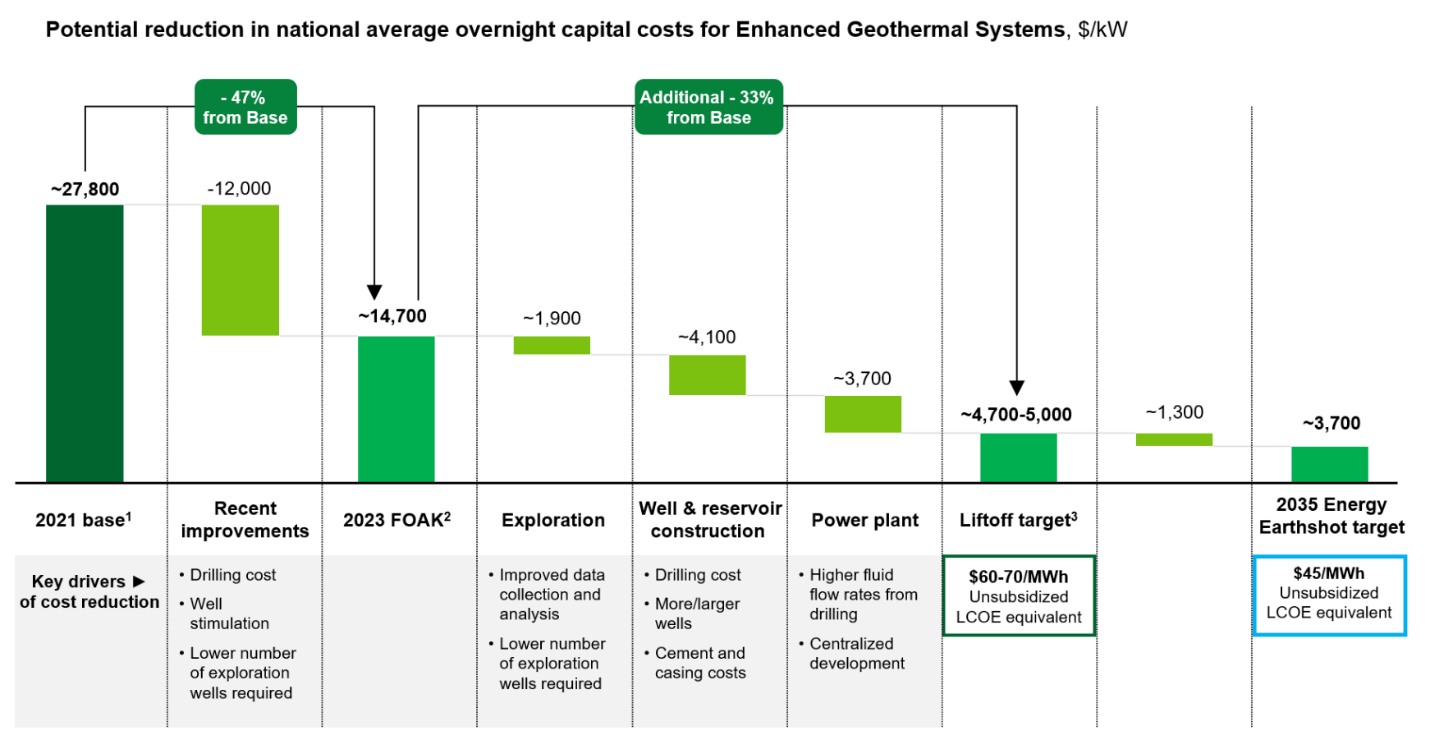 Potential reduction in national average overnight capital costs for Enhanced Geothermal Systems, $/kW
- 47%
from Base
Additional - 33%
from Base
~27,800
-12,000
~14,700
~1,900
~4,100
~3,700
~4,700-5,000
~1,300
~3,700
2021 base¹
Recent
improvements
2023 FOAK²
Exploration
Well & reservoir
construction
Power plant
Liftoff target³
2035 Energy
Earthshot target
Key drivers ►
of cost reduction
• Drilling cost
• Well
stimulation
• Lower number
of exploration
wells required
• Improved data
collection and
analysis
• Lower number
of exploration
wells required
• Drilling cost
• More/larger
wells
• Cement and
casing costs
• Higher fluid
flow rates from
drilling
• Centralized
development
$60-70/MWh
Unsubsidized
LCOE equivalent
$45/MWh
Unsubsidized
LCOE equivalent